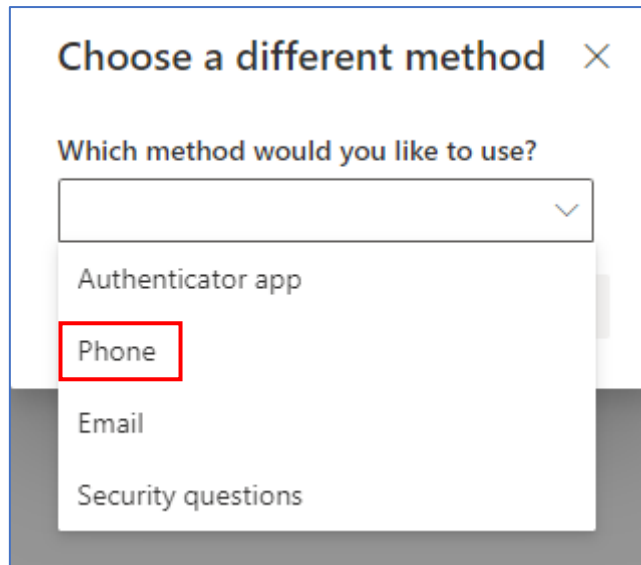 Choose a different method
Which method would you like to use?
Authenticator app
Phone
Email
Security questions